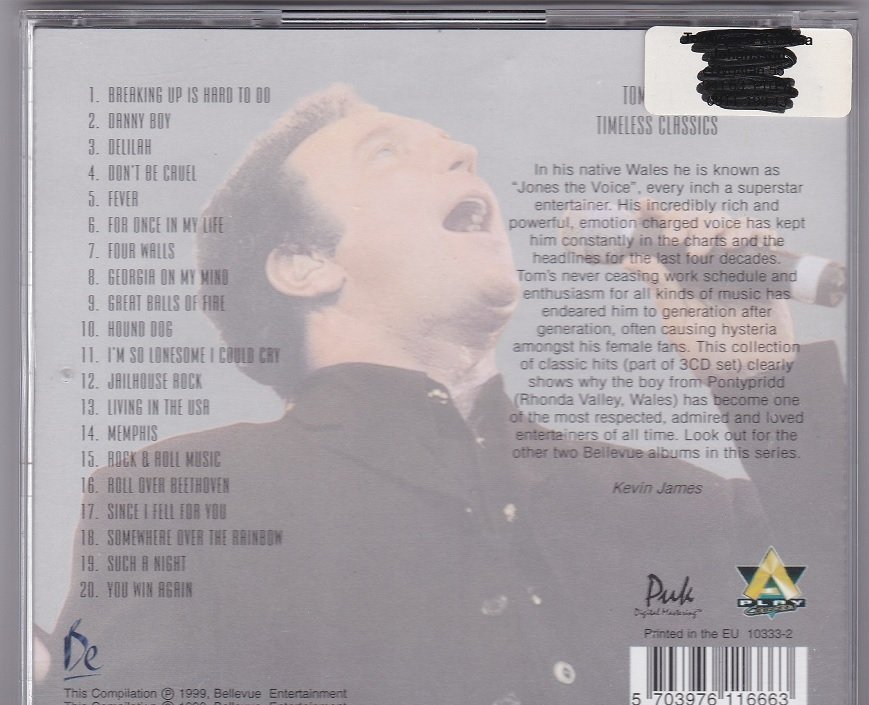 1. BREAKING UP IS HARD TO DO
2. DANNY BOY
3. DELILAH
4. DON'T BE CRUEL
5. FEVER
6. FOR ONCE IN MY LIFE
7. FOUR WALLS
8. GEORGIA ON MY MIND
9. GREAT BALLS OF FIRE
10. HOUND DOG
11. I'M SO LONESOME I COULD CRY
12. JAILHOUSE ROCK
13. LIVING IN THE USA
14. MEMPHIS
15. ROCK & ROLL MUSIC
16. ROLL OVER BEETHOVEN
17. SINCE I FELL FOR YOU
18. SOMEWHERE OVER THE RAINBOW
19. SUCH A NIGHT
20. YOU WIN AGAIN
Be
This Compilation ℗ 1999, Bellevue Entertainment
This Compilation © 1999, Bellevue Entertainment
TOM
TIMELESS CLASSICS
In his native Wales he is known as
"Jones the Voice", every inch a superstar
entertainer. His incredibly rich and
powerful, emotion charged voice has kept
him constantly in the charts and the
headlines for the last four decades.
Tom's never ceasing work schedule and
enthusiasm for all kinds of music has
endeared him to generation after
generation, often causing hysteria
amongst his female fans. This collection
of classic hits (part of 3CD set) clearly
shows why the boy from Pontypridd
(Rhonda Valley, Wales) has become one
of the most respected, admired and loved
entertainers of all time. Look out for the
other two Bellevue albums in this series.
Kevin James
Puk
Digital Mastering™
PLAY
Printed in the EU 10333-2
5 703976 116663